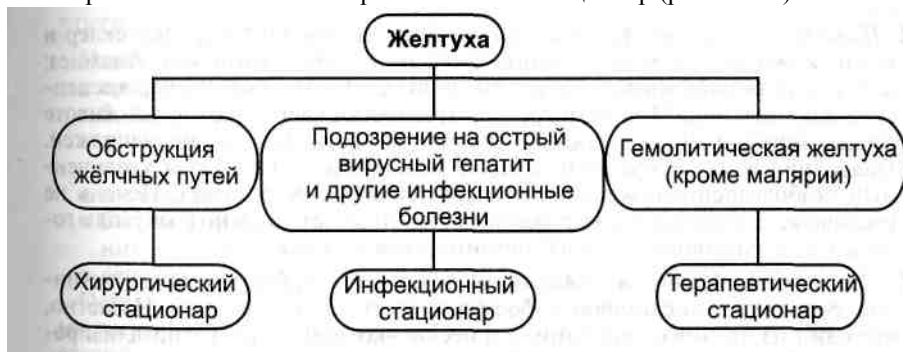 Желтуха
Обструкция
жёлчных путей
Подозрение на острый
вирусный гепатит
и другие инфекционные
болезни
Гемолитическая желтуха
(кроме малярии)
Хирургический
стационар
Инфекционный
стационар
Терапевтический
стационар